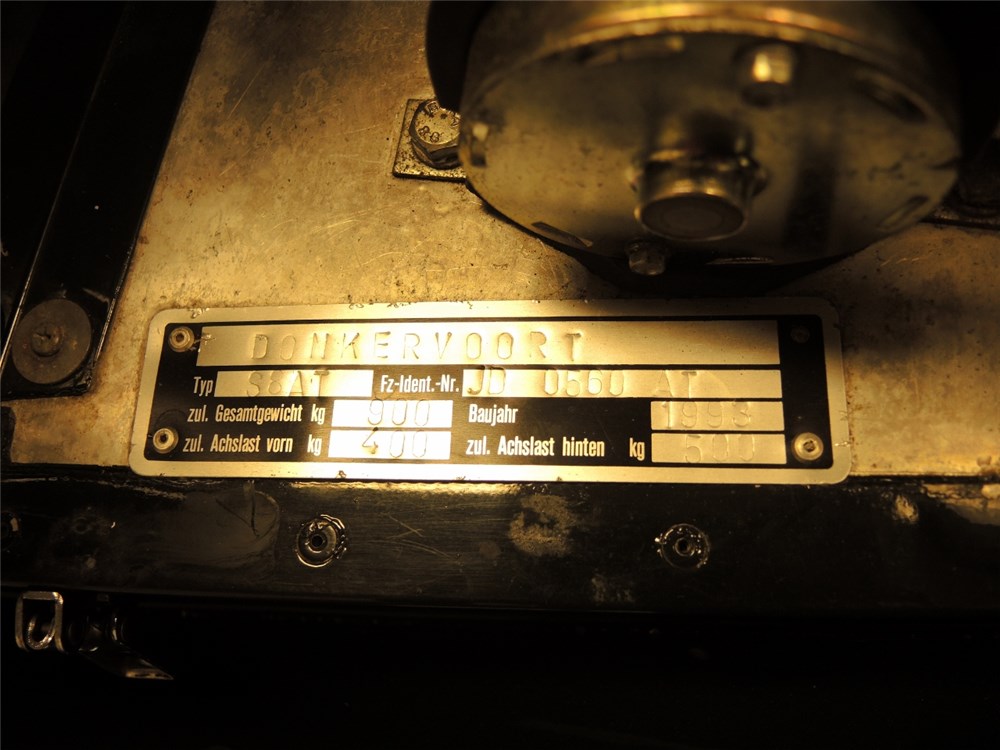 DONKERVOORT
Typ S8AT Fz-Ident.-Nr. JD 0560 AT
zul. Gesamtgewicht kg 900 Baujahr 1993
zul. Achslast vorn kg 400 zul. Achslast hinten kg 500